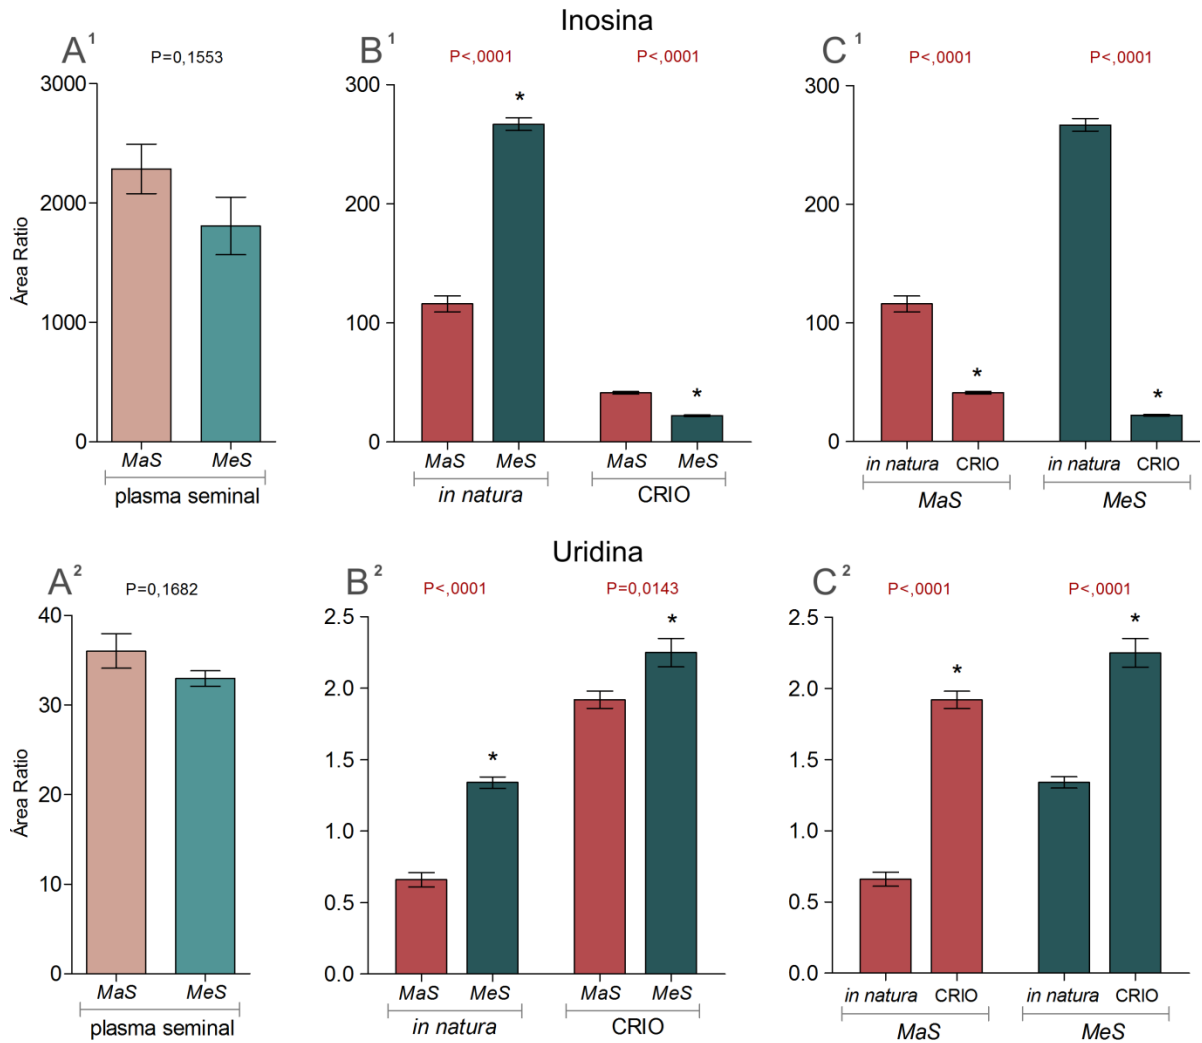 Inosina
A1
P=0,1553
Área Ratio
3000
2000
1000
0
MaS MeS
plasma seminal
B1
P<,0001 P<,0001
300
200
100
0
*
*
MaS MeS MaS MeS
in natura CRIO
C1
P<,0001 P<,0001
300
200
100
0
*
*
in natura CRIO in natura CRIO
MaS MeS
Uridina
A2
P=0,1682
Área Ratio
40
30
20
10
0
MaS MeS
plasma seminal
B2
P<,0001 P=0,0143
2.5
2.0
1.5
1.0
0.5
0.0
*
*
MaS MeS MaS MeS
in natura CRIO
C2
P<,0001 P<,0001
2.5
2.0
1.5
1.0
0.5
0.0
*
*
in natura CRIO in natura CRIO
MaS MeS